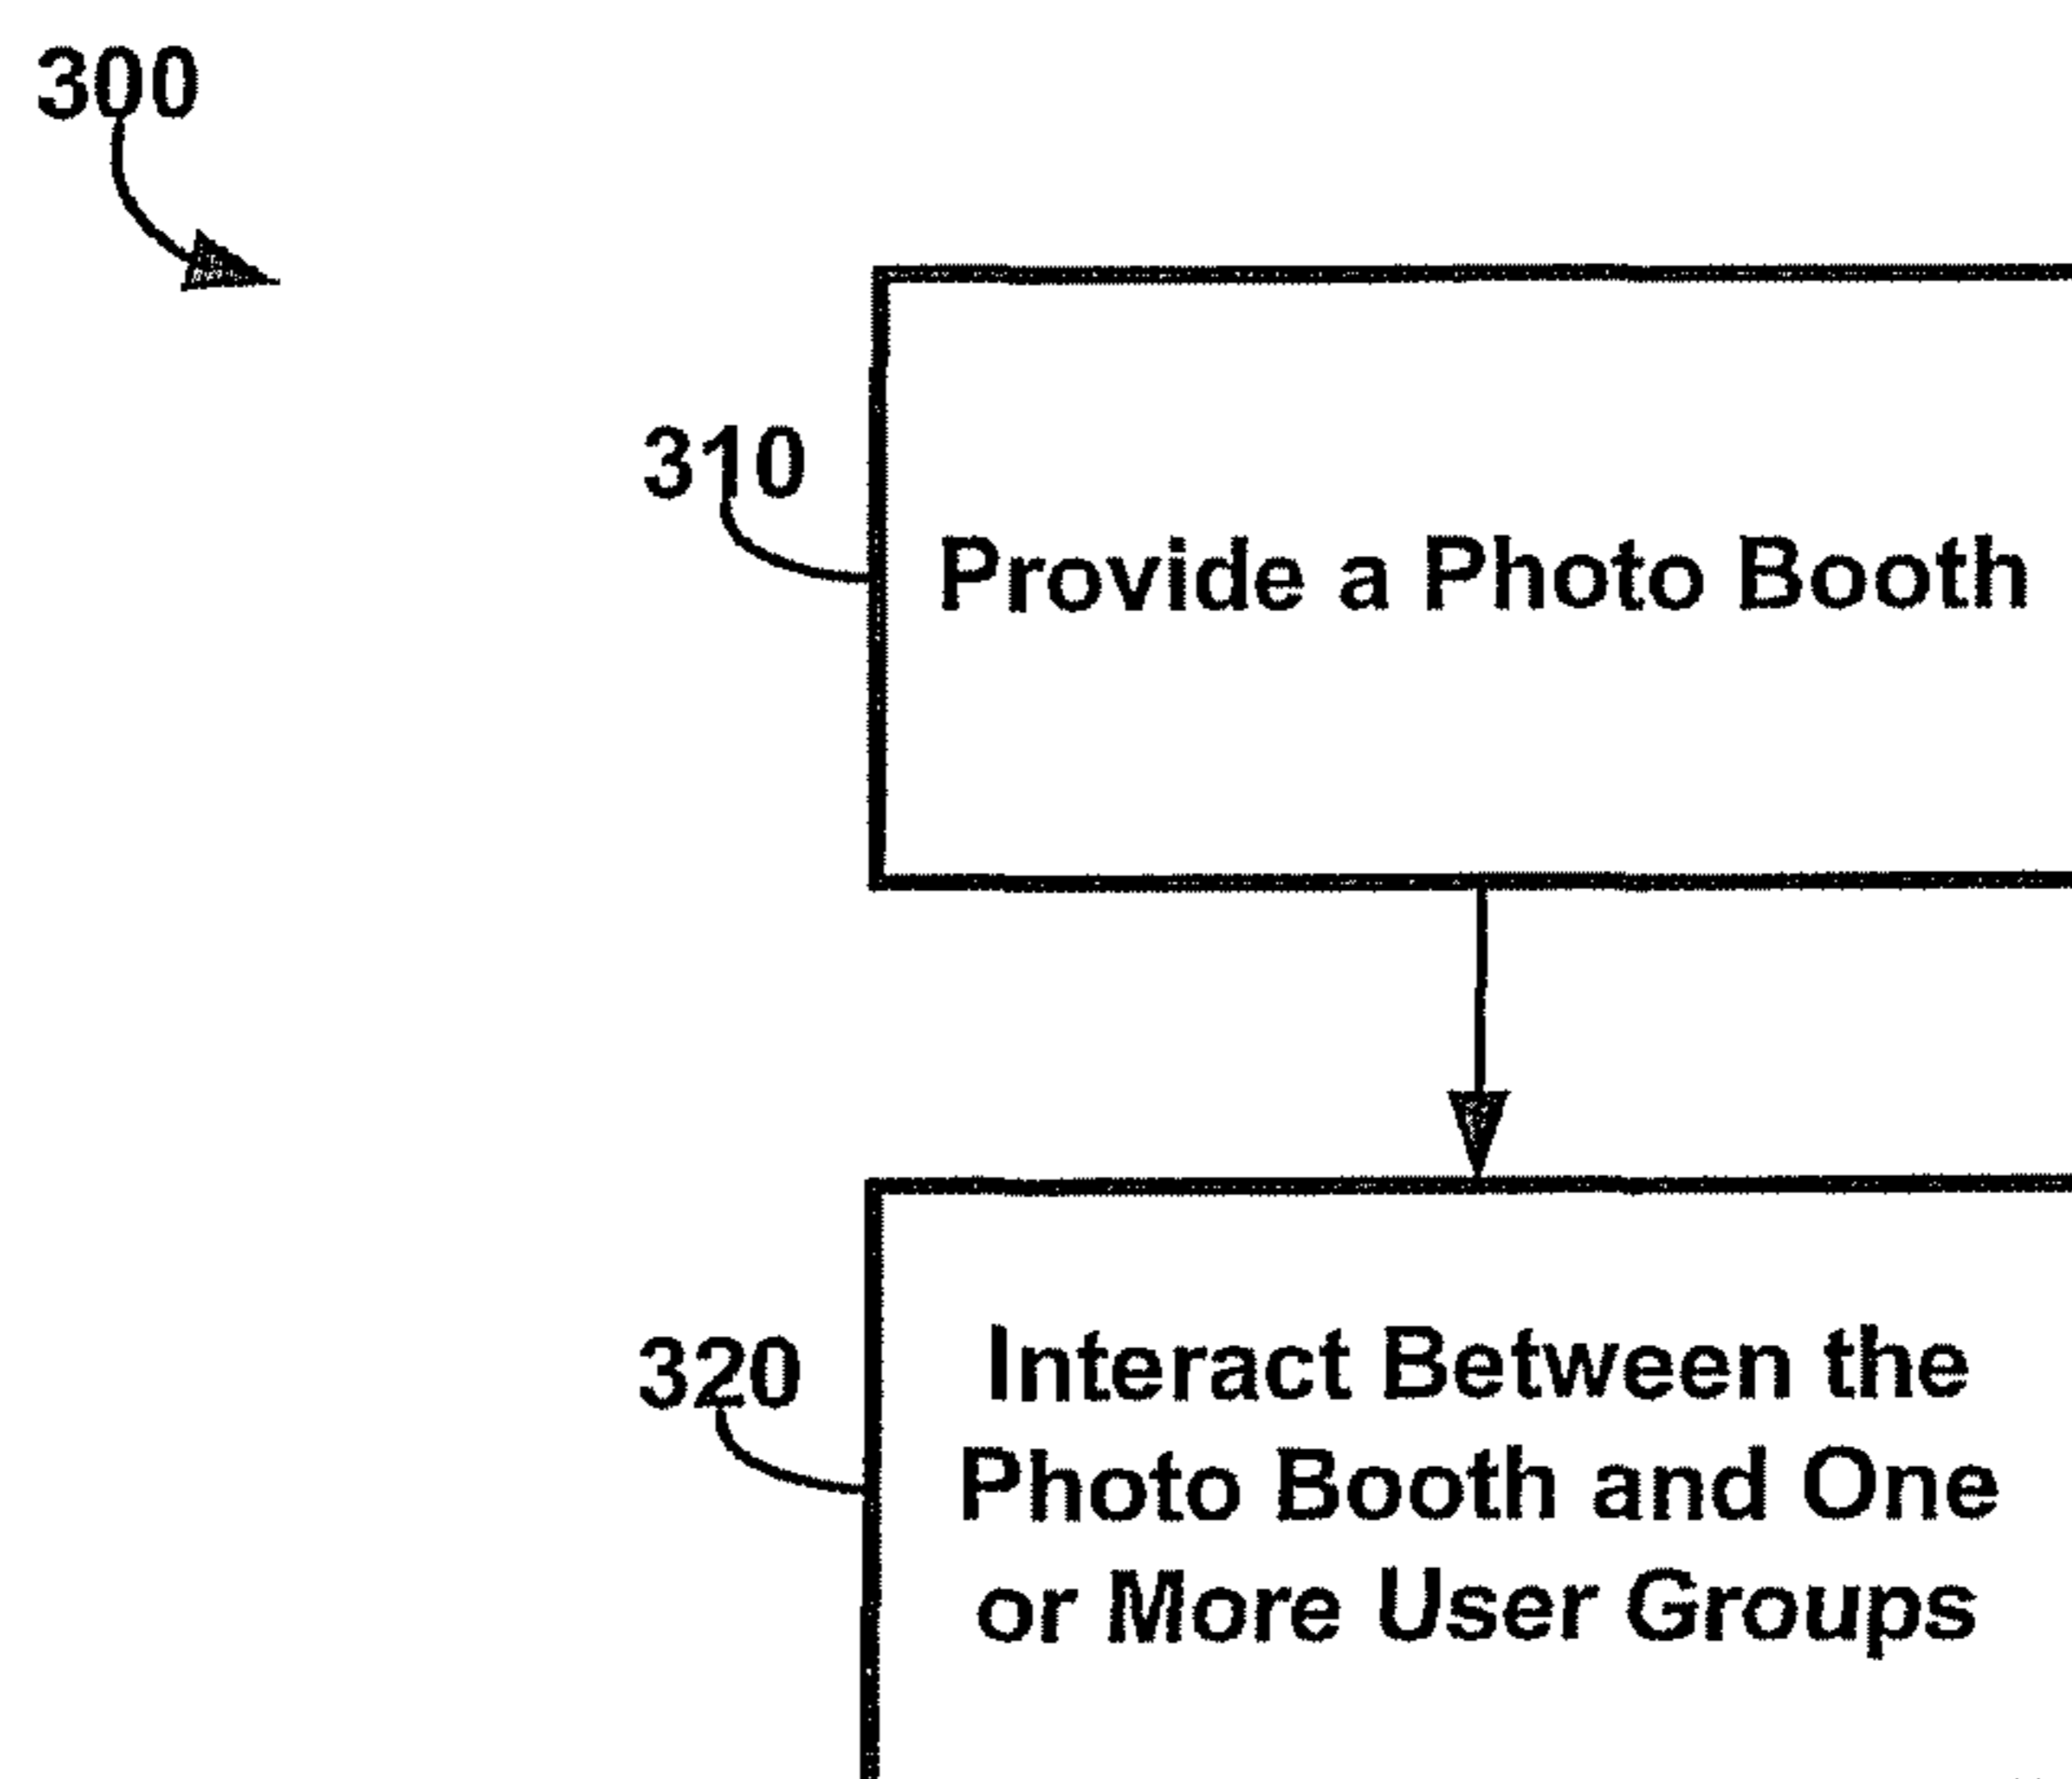 300
310
Provide a Photo Booth
320
Interact Between the
Photo Booth and One
or More User Groups